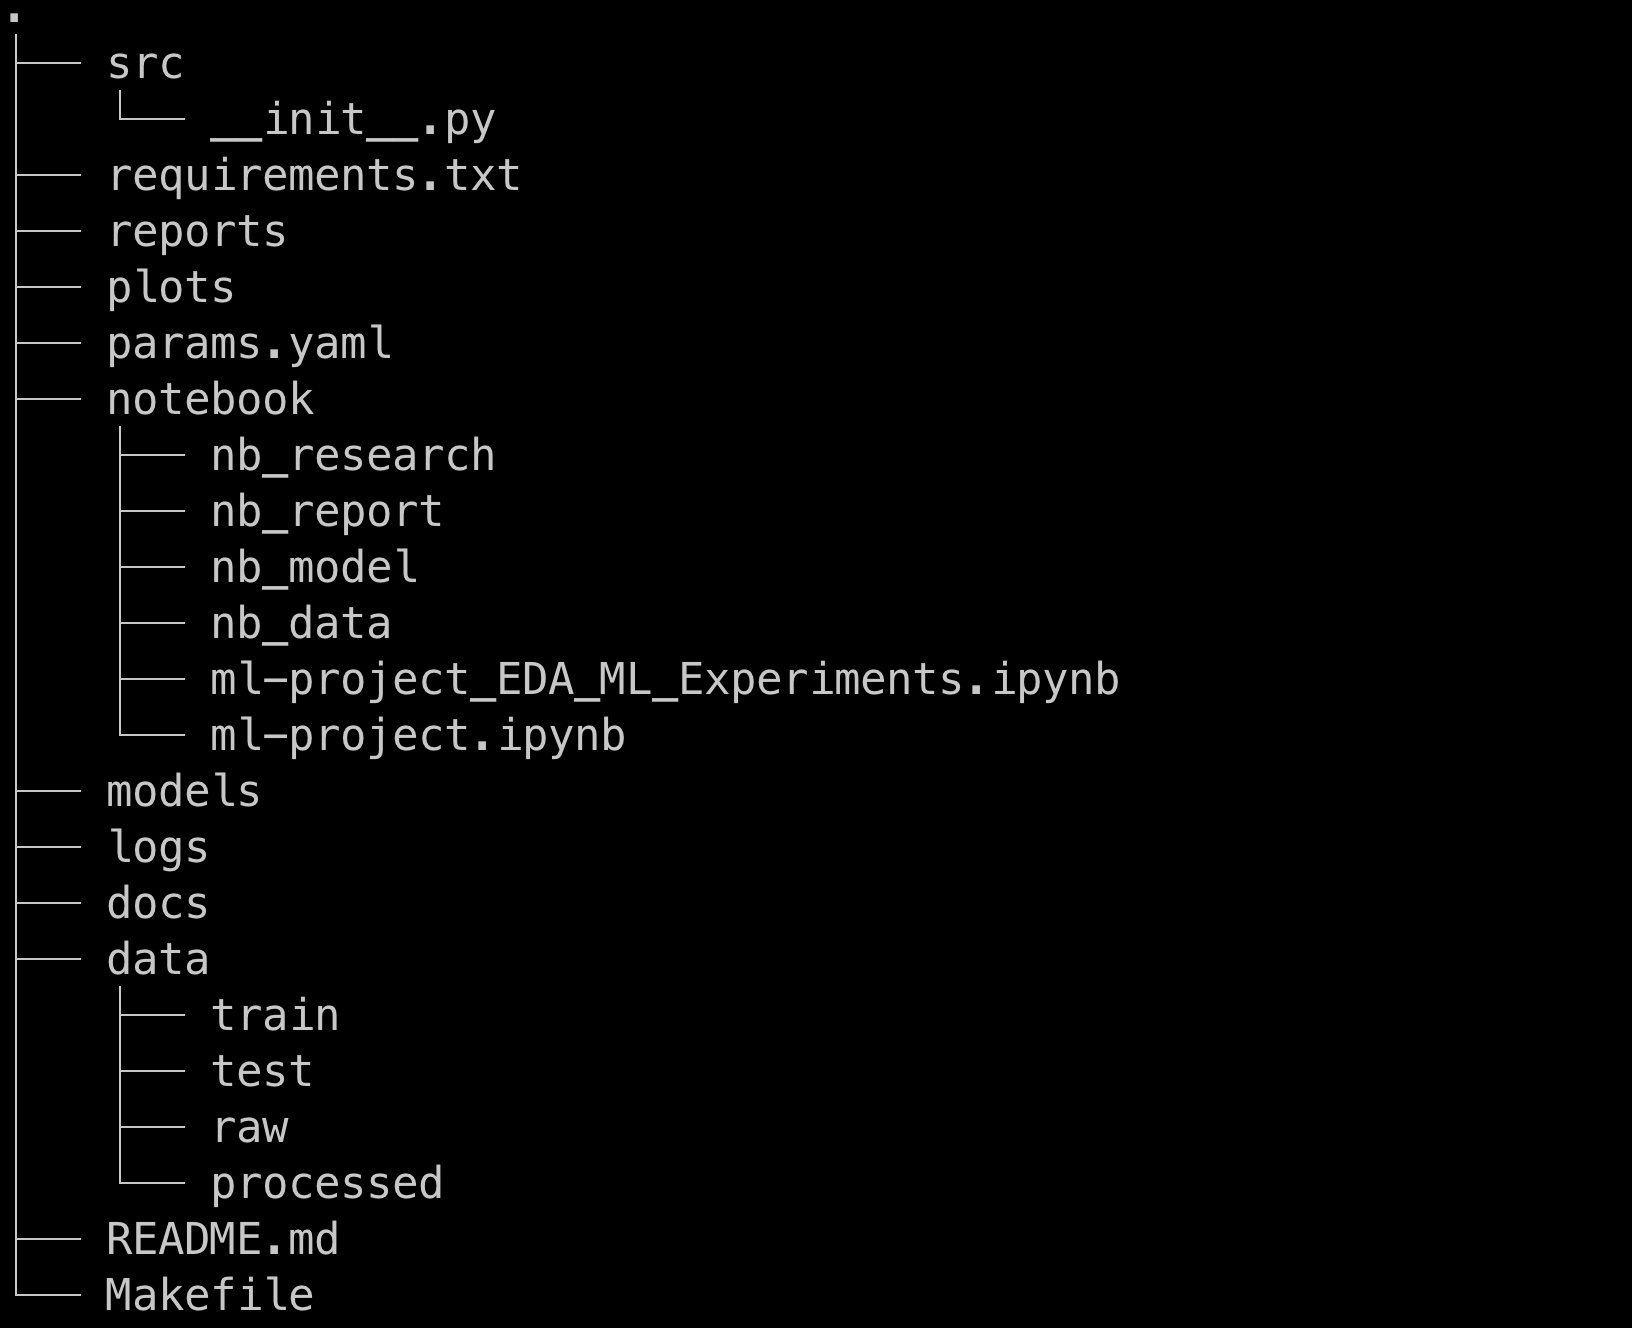 .
├── src
│   └── __init__.py
├── requirements.txt
├── reports
├── plots
├── params.yaml
├── notebook
│   ├── nb_research
│   ├── nb_report
│   ├── nb_model
│   ├── nb_data
│   ├── ml-project_EDA_ML_Experiments.ipynb
│   └── ml-project.ipynb
├── models
├── logs
├── docs
├── data
│   ├── train
│   ├── test
│   ├── raw
│   └── processed
├── README.md
└── Makefile